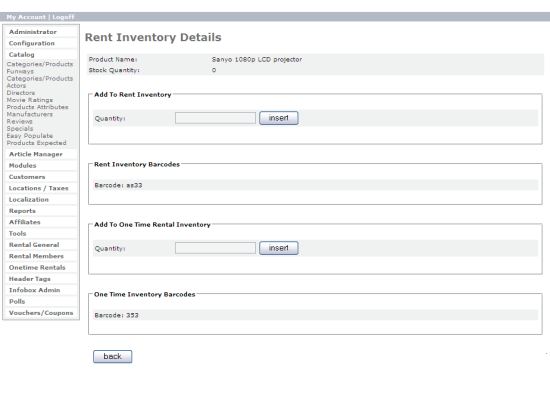 My Account | Logoff
Administrator
Configuration
Catalog
Categories/Products
Funways
Categories/Products
Actors
Directors
Movie Ratings
Products Attributes
Manufacturers
Reviews
Specials
Easy Populate
Products Expected
Article Manager
Modules
Customers
Locations / Taxes
Localization
Reports
Affiliates
Tools
Rental General
Rental Members
Onetime Rentals
Header Tags
Infobox Admin
Polls
Vouchers/Coupons
Rent Inventory Details
Product Name: Sanyo 1080p LCD projector
Stock Quantity: 0
Add To Rent Inventory
Quantity: insert
Rent Inventory Barcodes
Barcode: as33
Add To One Time Rental Inventory
Quantity: insert
One Time Inventory Barcodes
Barcode: 353
back